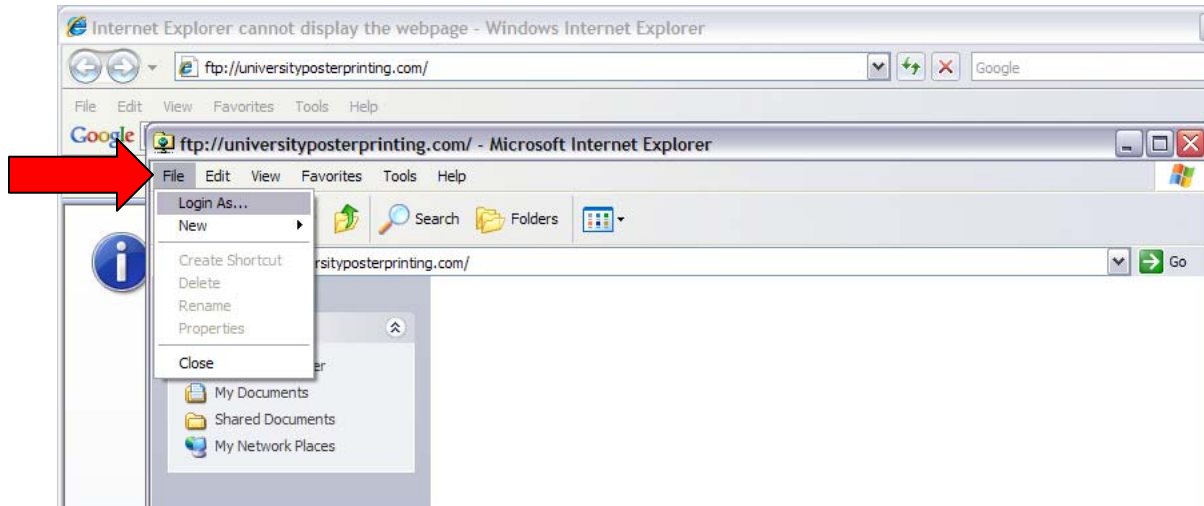 Internet Explorer cannot display the webpage - Windows Internet Explorer
ftp://universityposterprinting.com/ Google
File Edit View Favorites Tools Help
Google
ftp://universityposterprinting.com/ - Microsoft Internet Explorer
File Edit View Favorites Tools Help
Login As...
New
Search Folders
Create Shortcut
rsityposterprinting.com/ Go
Delete
Rename
Properties
Close
er
My Documents
Shared Documents
My Network Places